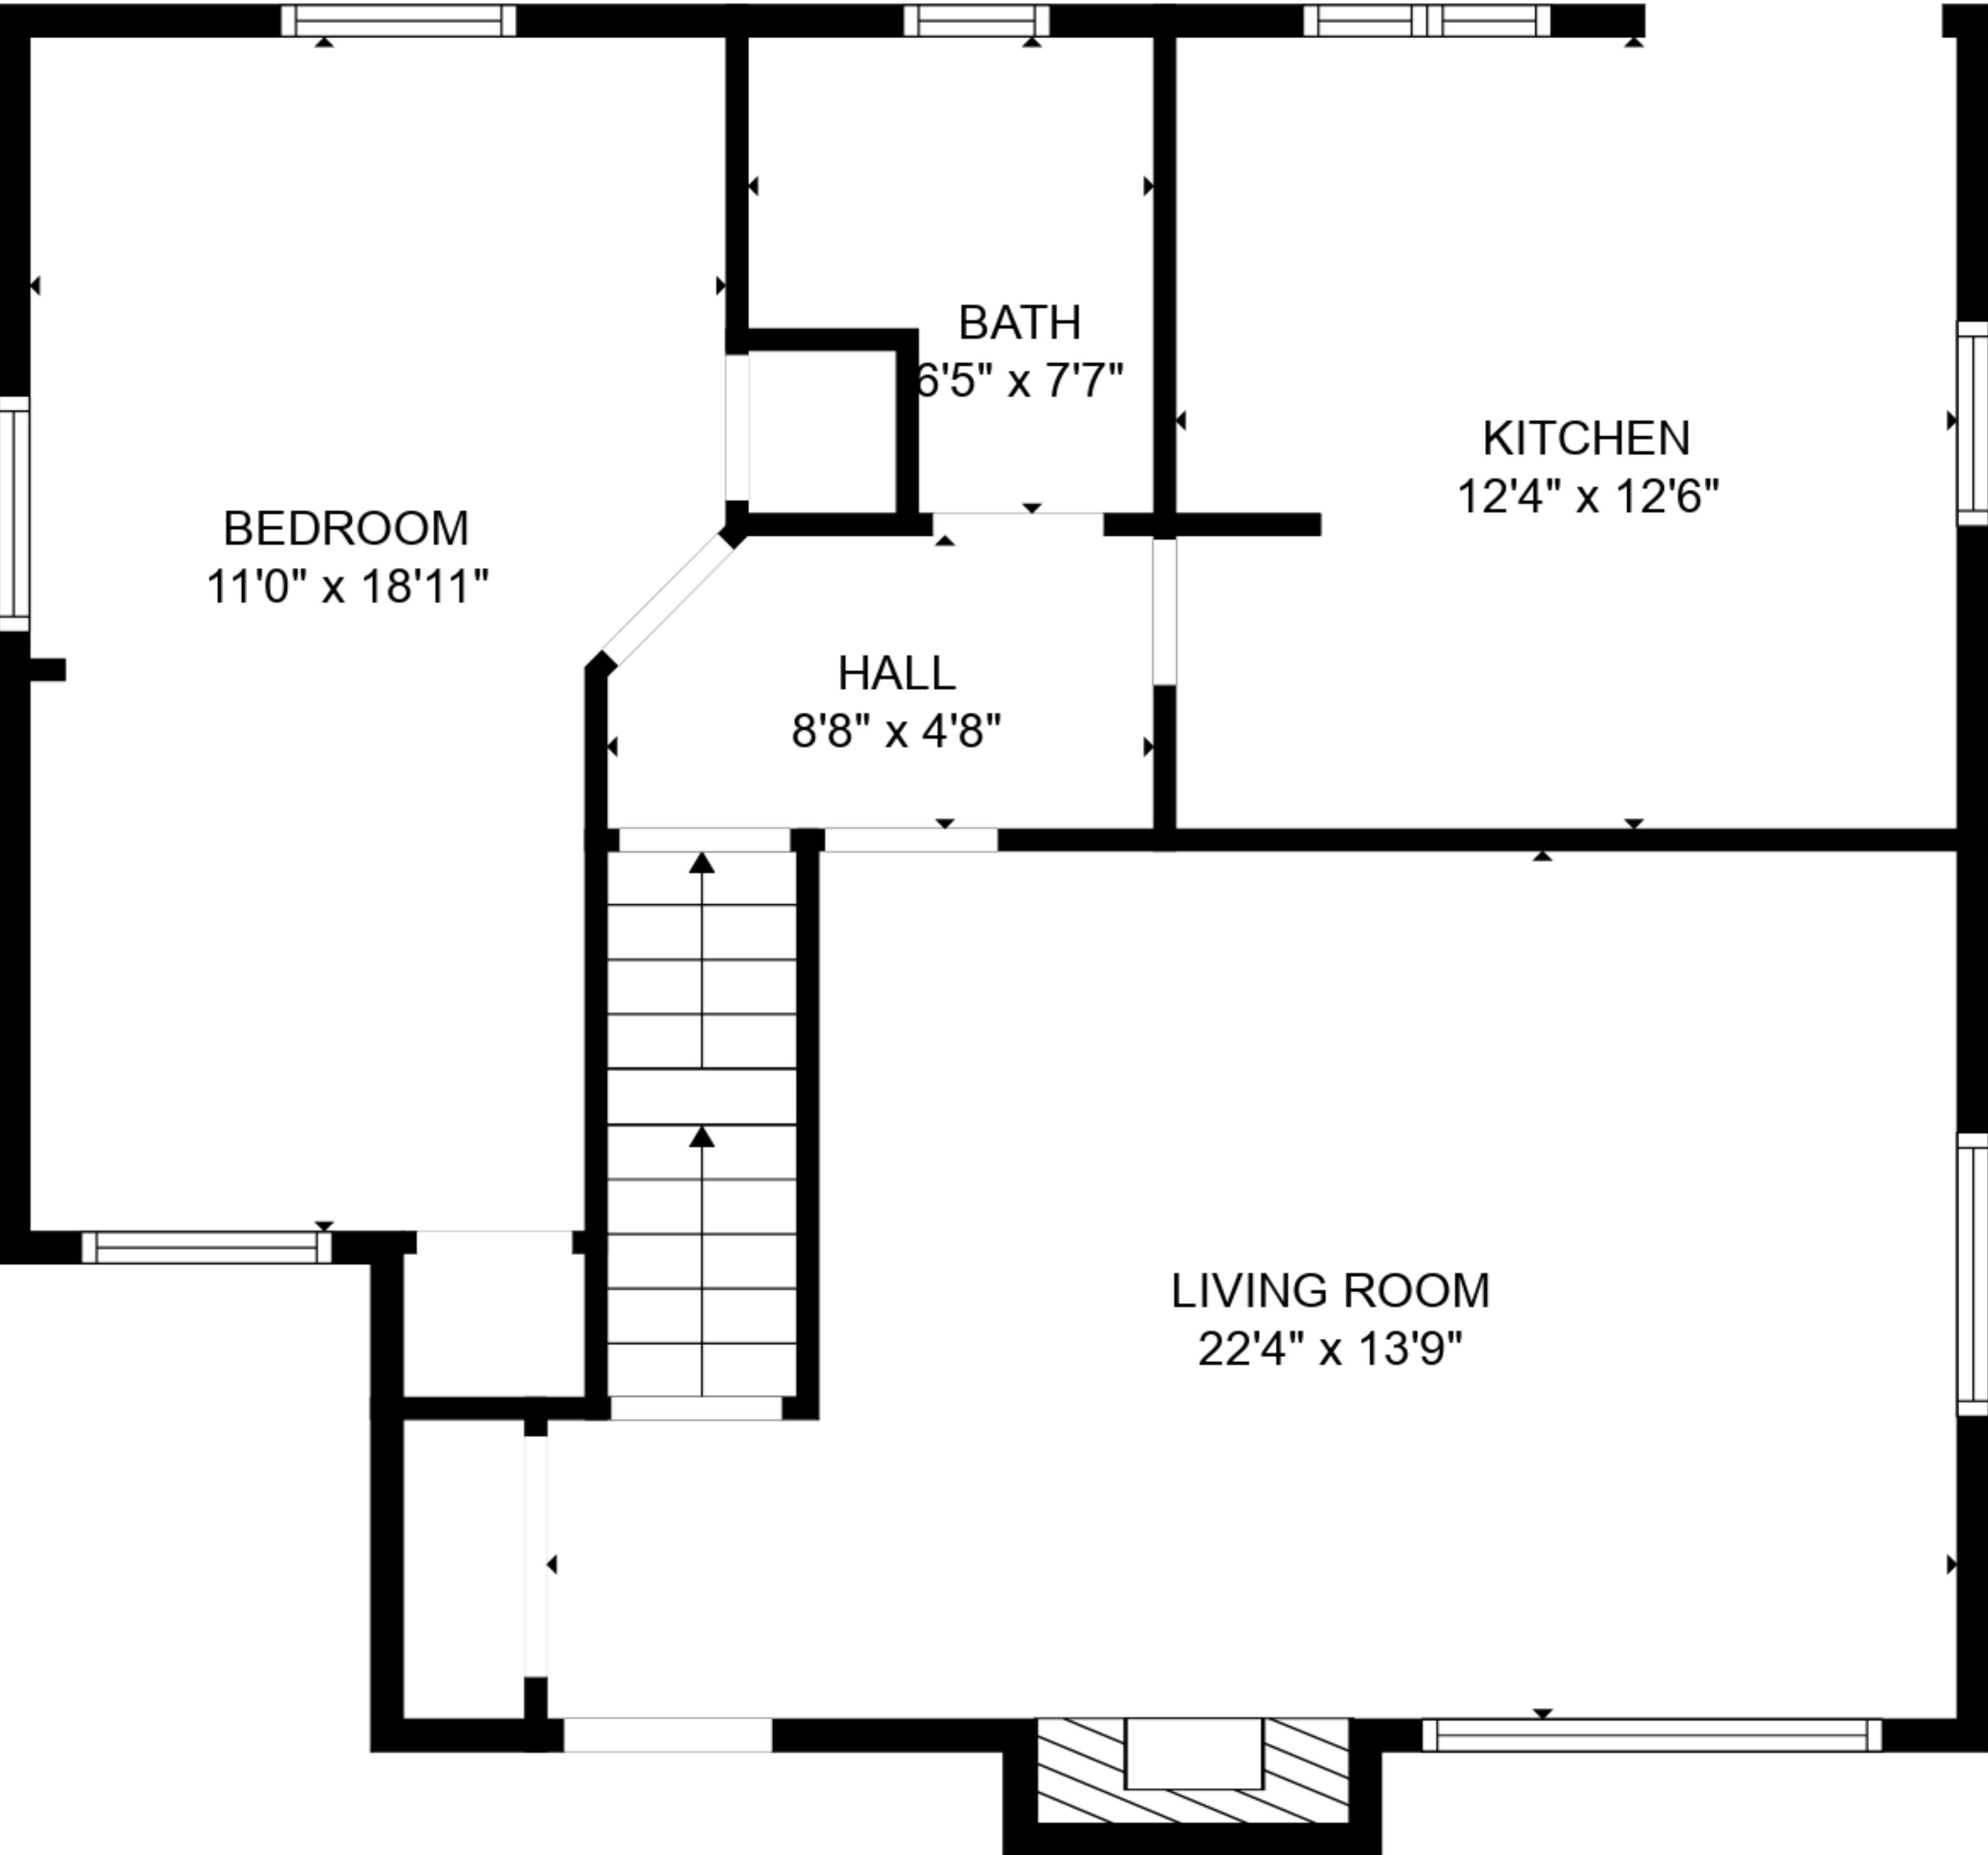 BATH
6'5" x 7'7"
KITCHEN
12'4" x 12'6"
BEDROOM
11'0" x 18'11"
HALL
8'8" x 4'8"
LIVING ROOM
22'4" x 13'9"